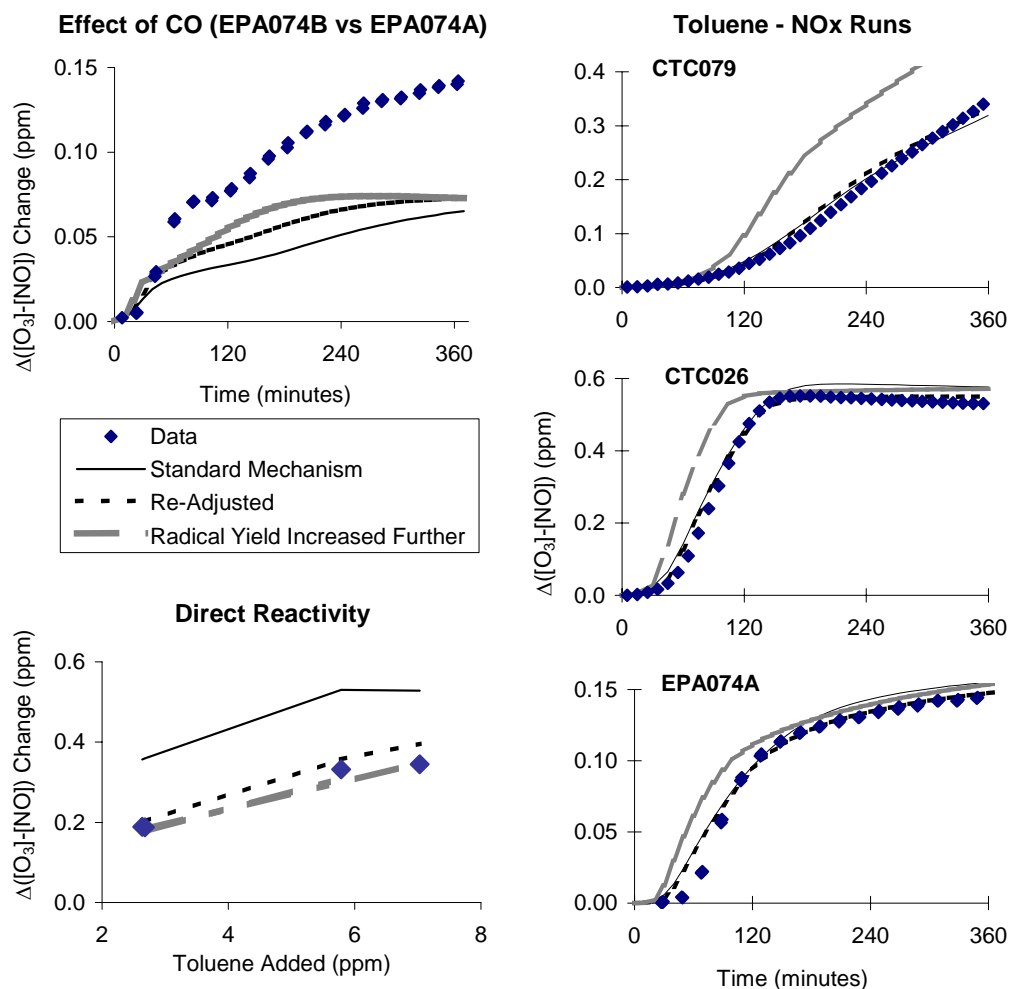 Effect of CO (EPA074B vs EPA074A)
Δ([O₃]-[NO]) Change (ppm)
0.15
0.10
0.05
0.00
0 120 240 360
Time (minutes)
Data
Standard Mechanism
Re-Adjusted
Radical Yield Increased Further
Direct Reactivity
Δ([O₃]-[NO]) Change (ppm)
0.6
0.4
0.2
0.0
2 4 6 8
Toluene Added (ppm)
Toluene - NOx Runs
CTC079
0.4
0.3
0.2
0.1
0.0
0 120 240 360
CTC026
Δ([O₃]-[NO]) (ppm)
0.6
0.4
0.2
0.0
0 120 240 360
EPA074A
0.15
0.10
0.05
0.00
0 120 240 360
Time (minutes)